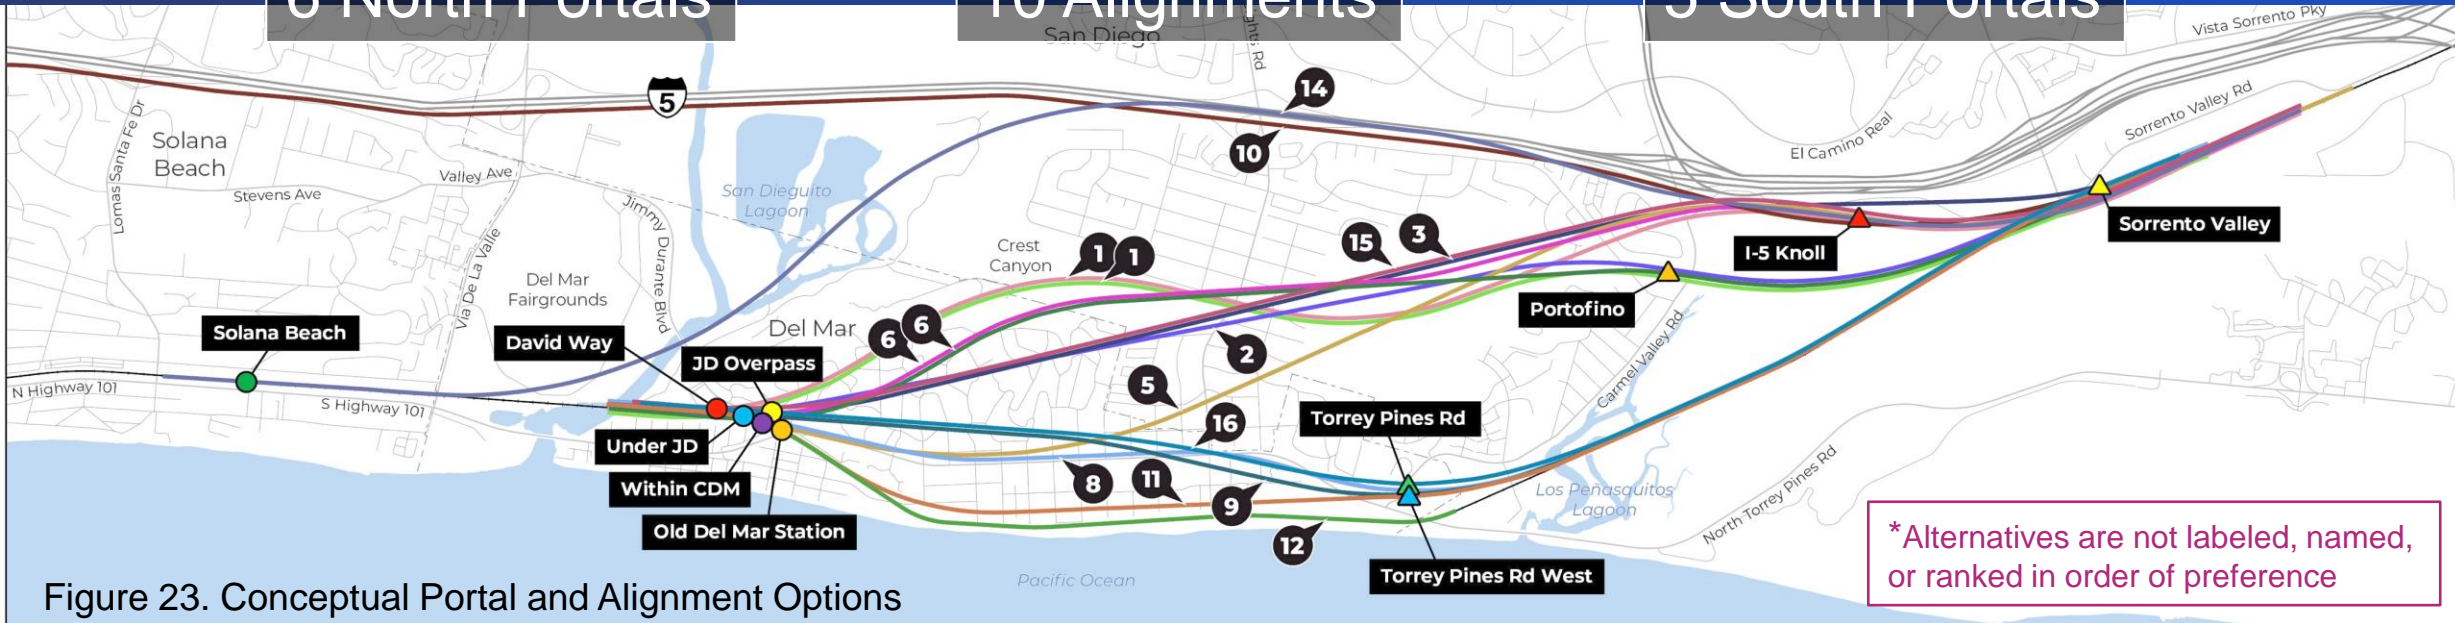 6 North Portals
10 Alignments
5 South Portals
Vista Sorrento Pky
San Diego
ghts Rd
5
14
Lomas Santa Fe Dr
Solana
Beach
Sorrento Valley Rd
El Camino Real
10
Valley Ave
Stevens Ave
San Dieguito
Lagoon
Jimmy Durante Blvd
Sorrento Valley
15
3
Crest
Canyon
1
1
I-5 Knoll
Via De La Valle
Del Mar
Fairgrounds
Portofino
Solana Beach
David Way
Del Mar
6
6
JD Overpass
2
Carmel Valley Rd
N Highway 101
S Highway 101
5
Torrey Pines Rd
16
Under JD
8
11
9
Within CDM
Los Peñasquitos
Lagoon
North Torrey Pines Rd
Old Del Mar Station
12
*Alternatives are not labeled, named,
or ranked in order of preference
Torrey Pines Rd West
Pacific Ocean
Figure 23. Conceptual Portal and Alignment Options